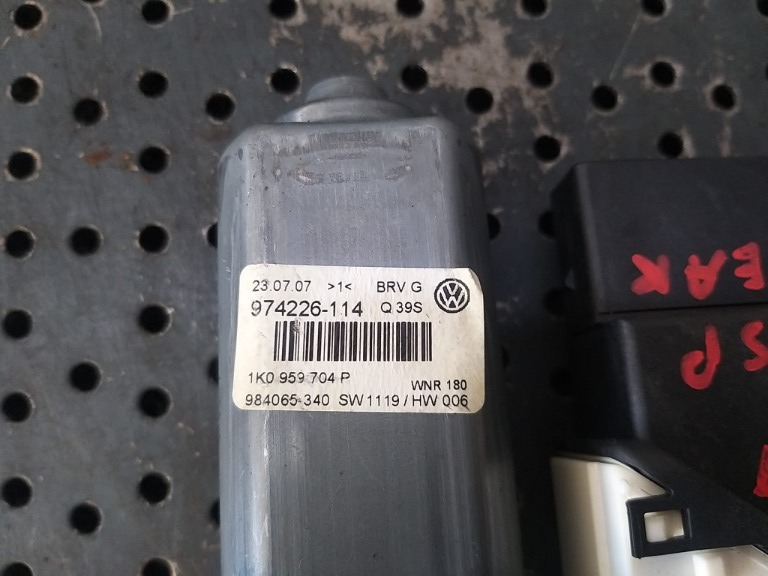 23.07.07 >1< BRV G
974226-114 Q 39S
1K0 959 704 P WNR 180
984065-340 SW1119 / HW 006
EAR
SP